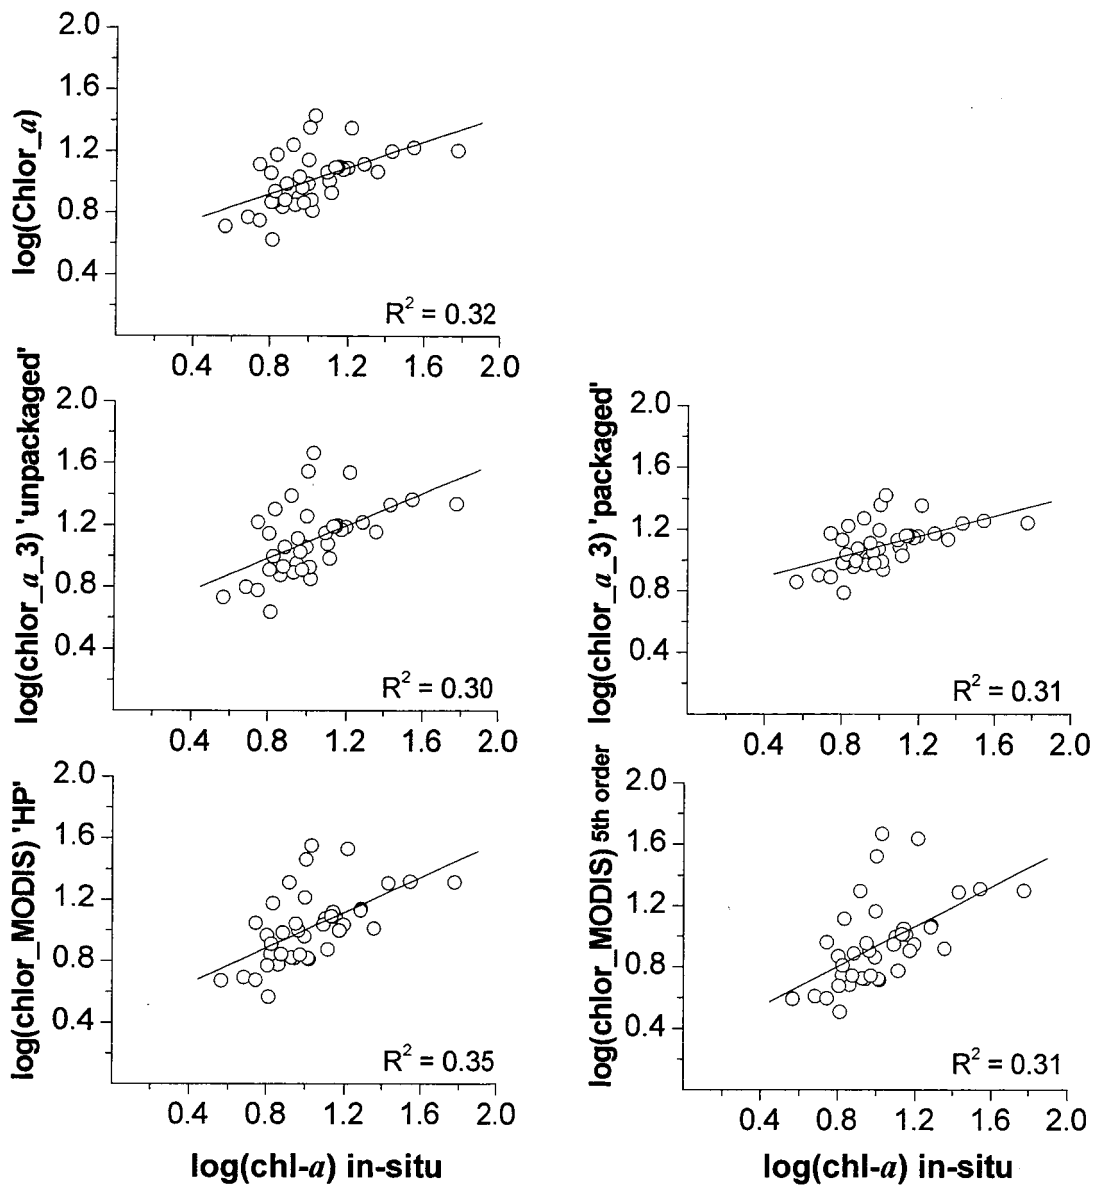 log(Chlor_a)
2.0
1.6
1.2
0.8
0.4
R² = 0.32
0.4 0.8 1.2 1.6 2.0
log(chlor_a_3) 'unpackaged'
2.0
1.6
1.2
0.8
0.4
R² = 0.30
0.4 0.8 1.2 1.6 2.0
log(chlor_a_3) 'packaged'
2.0
1.6
1.2
0.8
0.4
R² = 0.31
0.4 0.8 1.2 1.6 2.0
log(chlor_MODIS) 'HP'
2.0
1.6
1.2
0.8
0.4
R² = 0.35
0.4 0.8 1.2 1.6 2.0
log(chl-a) in-situ
log(chlor_MODIS) 5th order
2.0
1.6
1.2
0.8
0.4
R² = 0.31
0.4 0.8 1.2 1.6 2.0
log(chl-a) in-situ